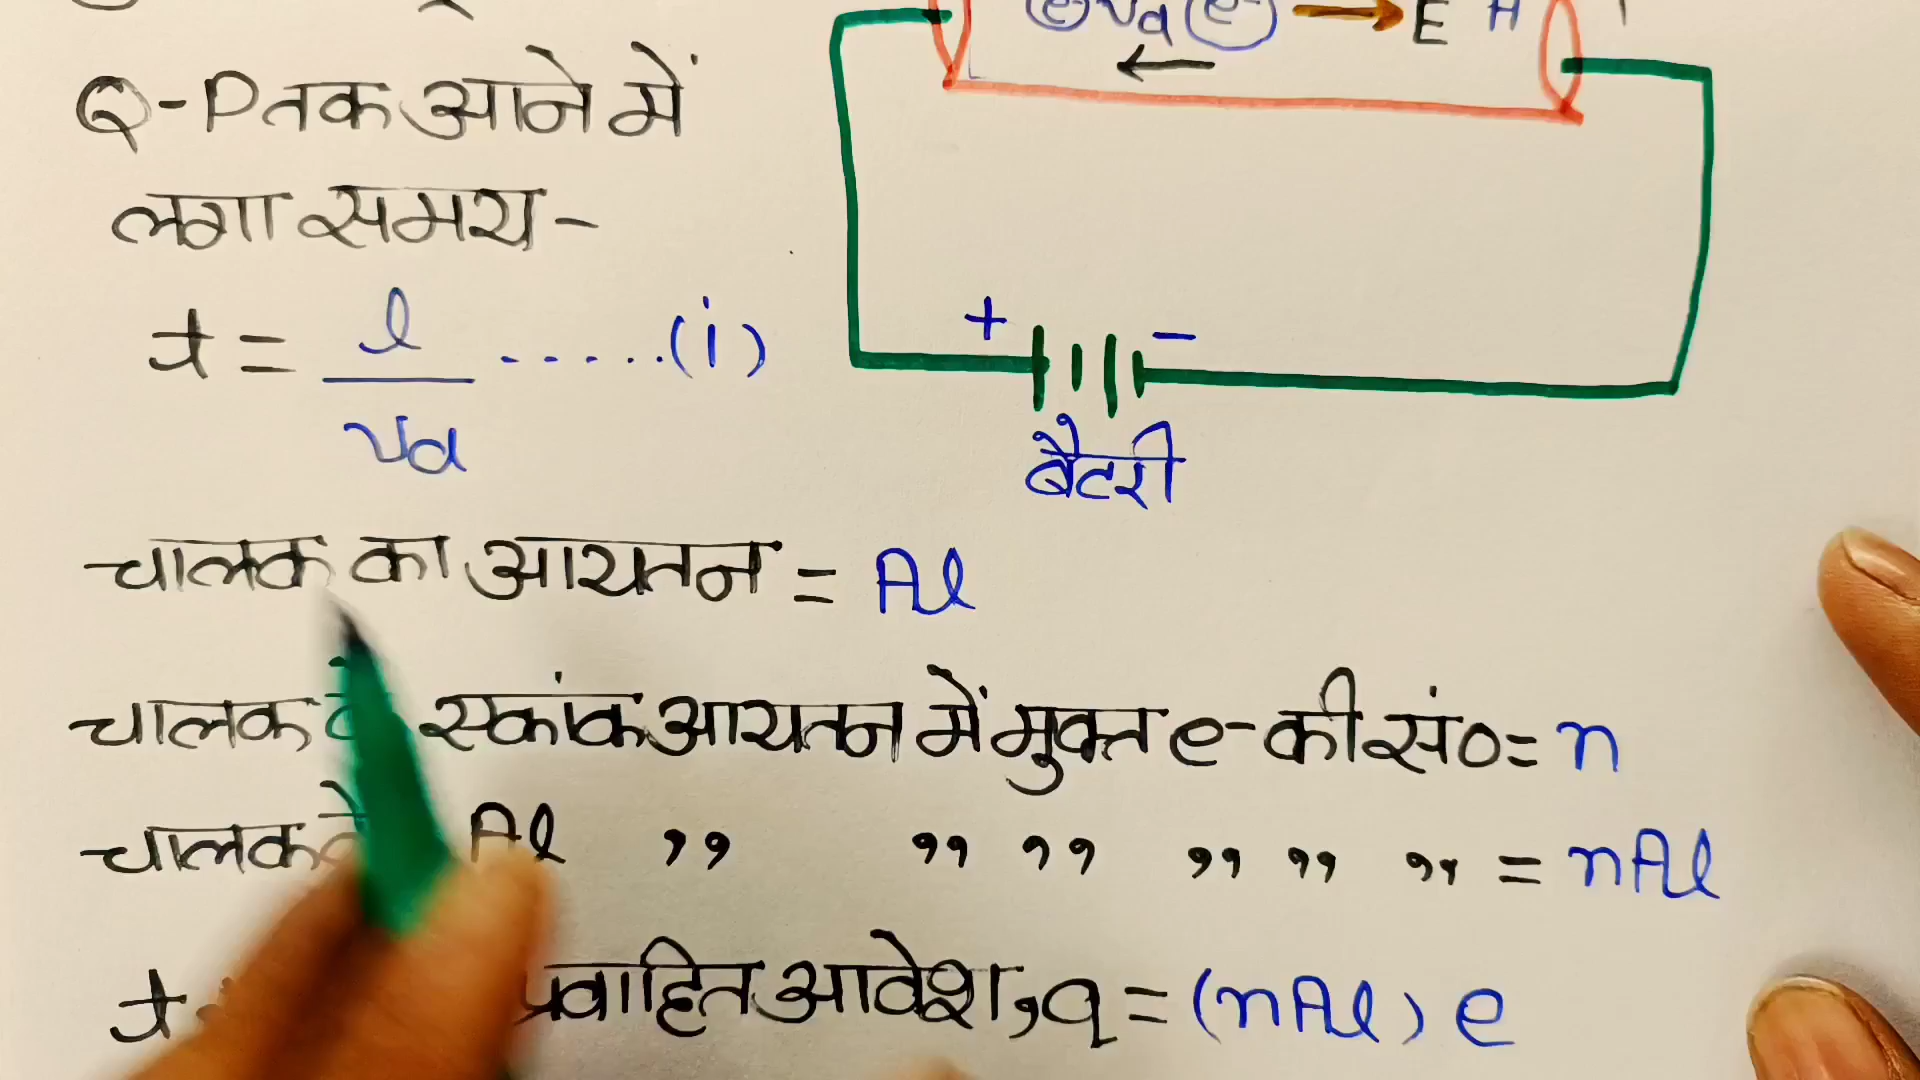 e vd e- E A
Q-P तक आने में
लगा समय-
t = l / vd .....(i)
+ -
बैटरी
चालक का आयतन = Al
चालक के एकांक आयतन में मुक्त e- की सं० = n
चालक के Al ,, ,, ,, ,, ,, ,, = nAl
t प्रवाहित आवेश, q = (nAl) e